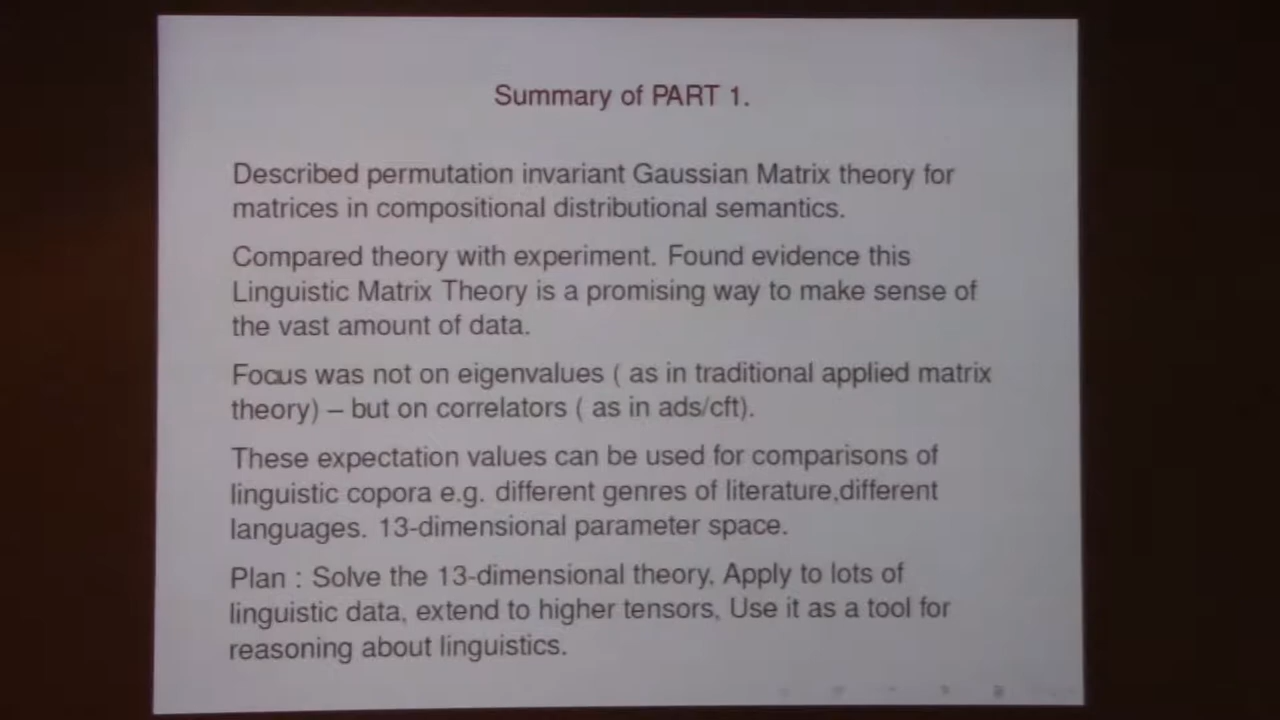 Summary of PART 1.
Described permutation invariant Gaussian Matrix theory for
matrices in compositional distributional semantics.
Compared theory with experiment. Found evidence this
Linguistic Matrix Theory is a promising way to make sense of
the vast amount of data.
Focus was not on eigenvalues ( as in traditional applied matrix
theory) – but on correlators ( as in ads/cft).
These expectation values can be used for comparisons of
linguistic copora e.g. different genres of literature,different
languages. 13-dimensional parameter space.
Plan : Solve the 13-dimensional theory, Apply to lots of
linguistic data, extend to higher tensors, Use it as a tool for
reasoning about linguistics.